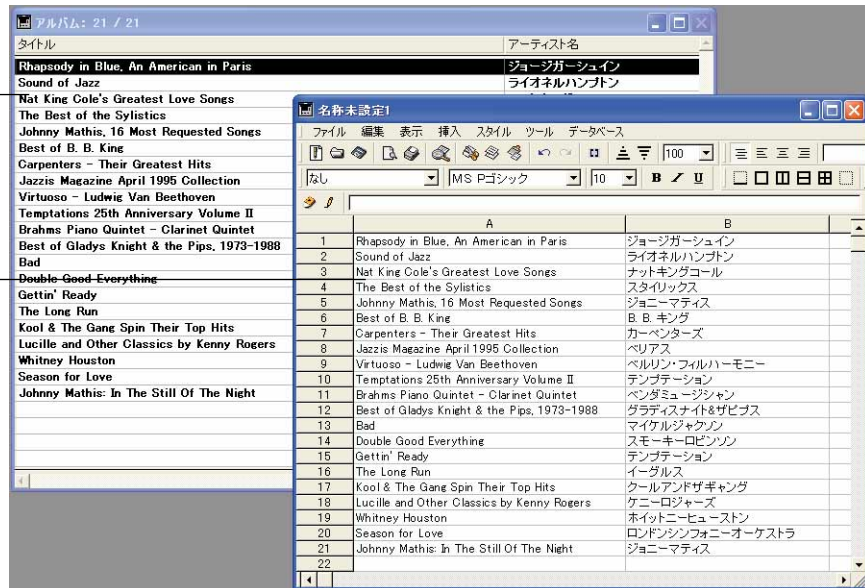 アルバム: 21 / 21
タイトル アーティスト名
Rhapsody in Blue, An American in Paris ジョージガーシュイン
Sound of Jazz ライオネルハンプトン
Nat King Cole's Greatest Love Songs
The Best of the Sylistics
Johnny Mathis, 16 Most Requested Songs
Best of B. B. King
Carpenters - Their Greatest Hits
Jazzis Magazine April 1995 Collection
Virtuoso - Ludwig Van Beethoven
Temptations 25th Anniversary Volume II
Brahms Piano Quintet - Clarinet Quintet
Best of Gladys Knight & the Pips, 1973-1988
Bad
Double Good Everything
Gettin' Ready
The Long Run
Kool & The Gang Spin Their Top Hits
Lucille and Other Classics by Kenny Rogers
Whitney Houston
Season for Love
Johnny Mathis: In The Still Of The Night
名称未設定1
ファイル 編集 表示 挿入 スタイル ツール データベース
100
なし MS Pゴシック 10 B I U
A B
1 Rhapsody in Blue, An American in Paris ジョージガーシュイン
2 Sound of Jazz ライオネルハンプトン
3 Nat King Cole's Greatest Love Songs ナットキングコール
4 The Best of the Sylistics スタイリックス
5 Johnny Mathis, 16 Most Requested Songs ジョニーマティス
6 Best of B. B. King B. B. キング
7 Carpenters - Their Greatest Hits カーペンターズ
8 Jazzis Magazine April 1995 Collection ベリアス
9 Virtuoso - Ludwig Van Beethoven ベルリン・フィルハーモニー
10 Temptations 25th Anniversary Volume II テンプテーション
11 Brahms Piano Quintet - Clarinet Quintet ベンダミュージシャン
12 Best of Gladys Knight & the Pips, 1973-1988 グラディスナイト&ザピプス
13 Bad マイケルジャクソン
14 Double Good Everything スモーキーロビンソン
15 Gettin' Ready テンプテーション
16 The Long Run イーグルス
17 Kool & The Gang Spin Their Top Hits クールアンドザギャング
18 Lucille and Other Classics by Kenny Rogers ケニーロジャーズ
19 Whitney Houston ホイットニーヒューストン
20 Season for Love ロンドンシンフォニーオーケストラ
21 Johnny Mathis: In The Still Of The Night ジョニーマティス
22